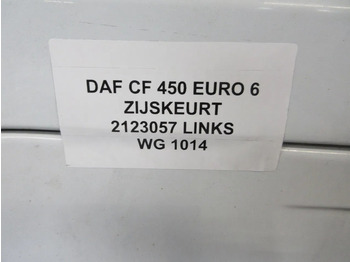 DAF CF 450 EURO 6
ZIJSKEURT
2123057 LINKS
WG 1014